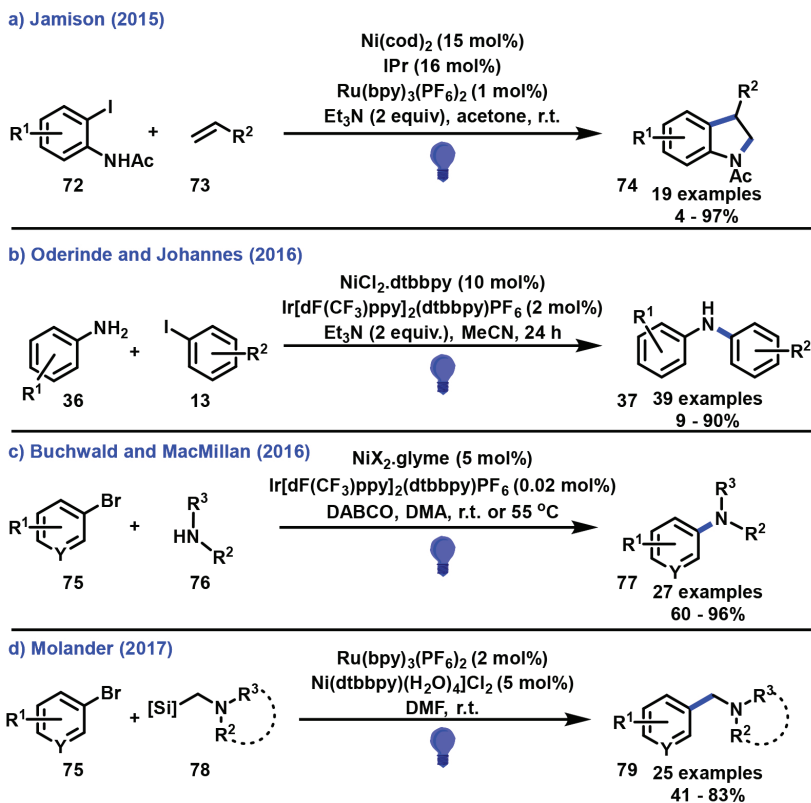 a) Jamison (2015)
Ni(cod)2 (15 mol%)
IPr (16 mol%)
Ru(bpy)3(PF6)2 (1 mol%)
Et3N (2 equiv), acetone, r.t.
R1
I
NHAc
+
R2
72
73
R1
R2
N
Ac
74
19 examples
4 - 97%
b) Oderinde and Johannes (2016)
NiCl2.dtbbpy (10 mol%)
Ir[dF(CF3)ppy]2(dtbbpy)PF6 (2 mol%)
Et3N (2 equiv.), MeCN, 24 h
NH2
R1
+
I
R2
36
13
R1
H
N
R2
37
39 examples
9 - 90%
c) Buchwald and MacMillan (2016)
NiX2.glyme (5 mol%)
Ir[dF(CF3)ppy]2(dtbbpy)PF6 (0.02 mol%)
DABCO, DMA, r.t. or 55 oC
R1
Br
Y
+
R3
HN
R2
75
76
R1
Y
R3
N
R2
77
27 examples
60 - 96%
d) Molander (2017)
Ru(bpy)3(PF6)2 (2 mol%)
Ni(dtbbpy)(H2O)4]Cl2 (5 mol%)
DMF, r.t.
R1
Br
Y
+
[Si]
N
R3
R2
75
78
R1
Y
N
R3
R2
79
25 examples
41 - 83%